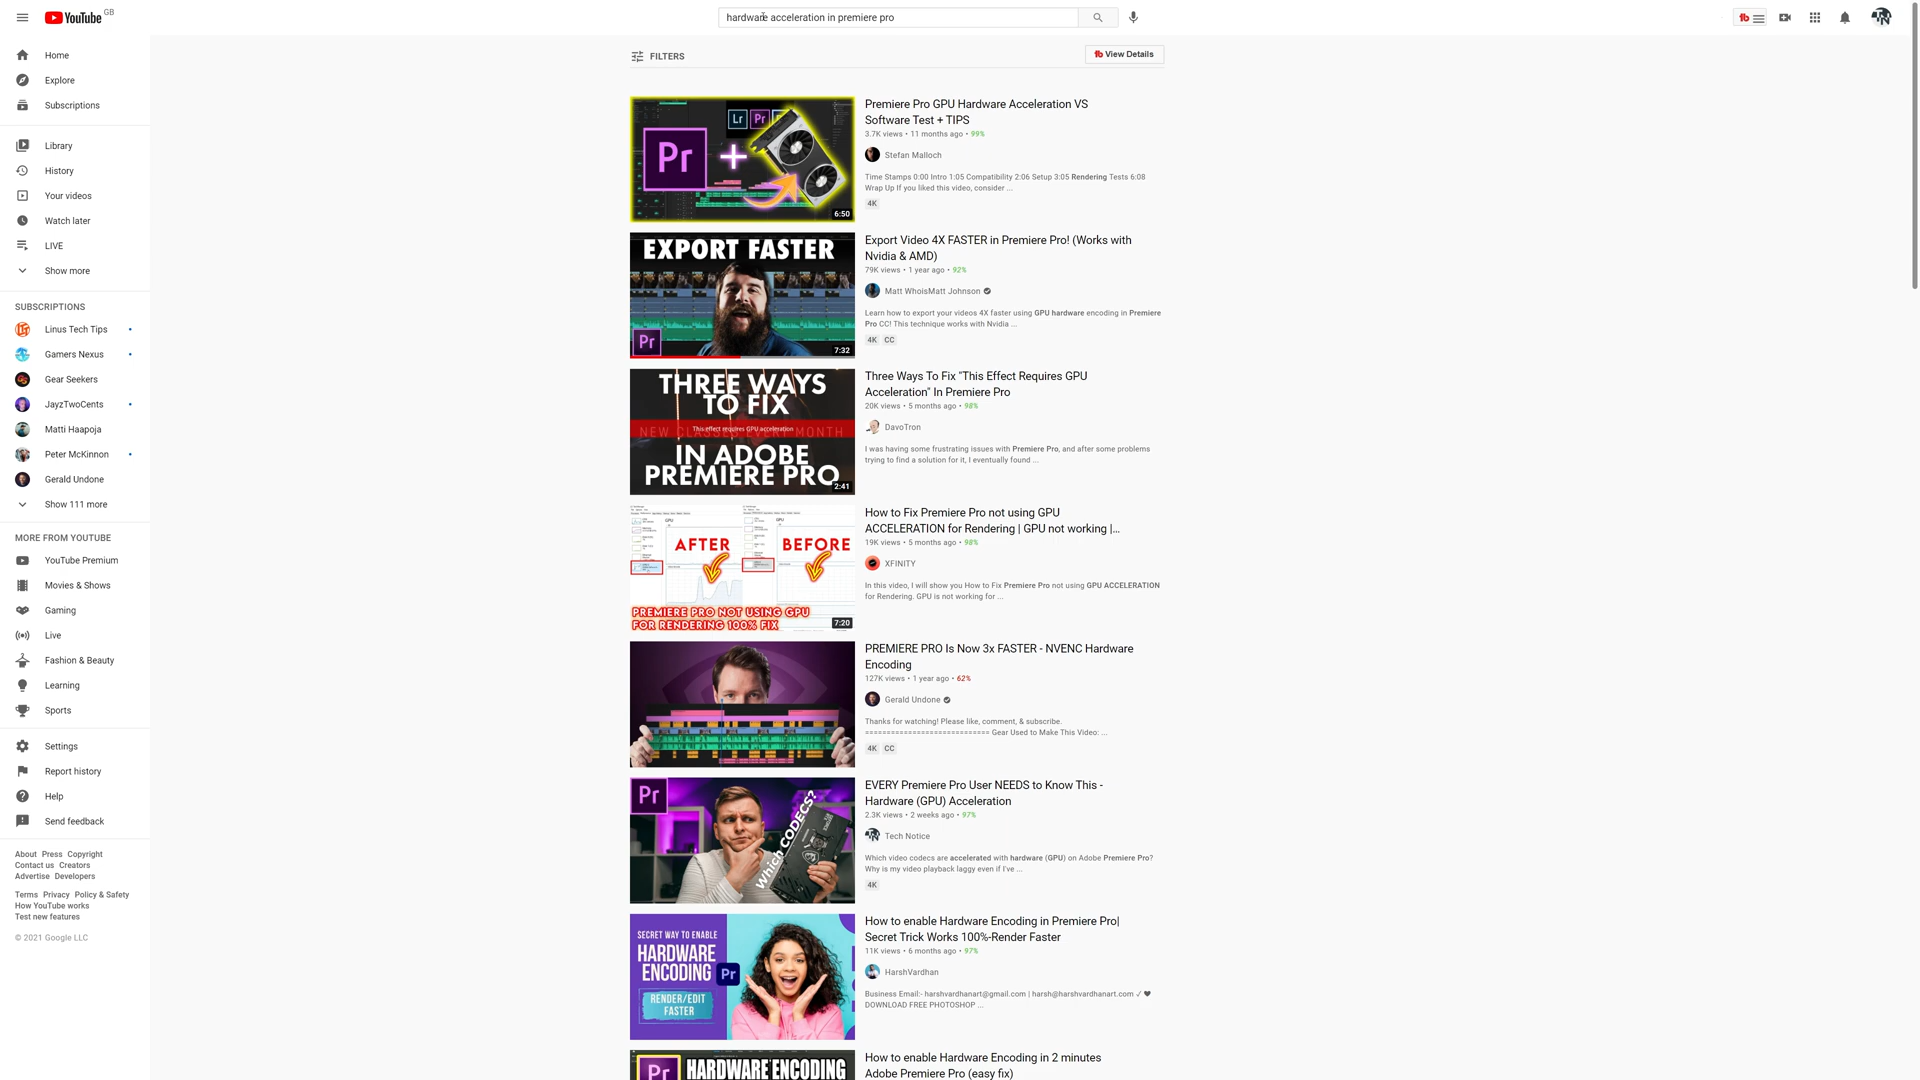 YouTube GB
hardware acceleration in premiere pro
tb
Home
Explore
Subscriptions
Library
History
Your videos
Watch later
LIVE
Show more
SUBSCRIPTIONS
Linus Tech Tips
Gamers Nexus
Gear Seekers
JayzTwoCents
Matti Haapoja
Peter McKinnon
Gerald Undone
Show 111 more
MORE FROM YOUTUBE
YouTube Premium
Movies & Shows
Gaming
Live
Fashion & Beauty
Learning
Sports
Settings
Report history
Help
Send feedback
About Press Copyright
Contact us Creators
Advertise Developers
Terms Privacy Policy & Safety
How YouTube works
Test new features
© 2021 Google LLC
FILTERS
tb View Details
Lr Pr
Pr +
6:50
Premiere Pro GPU Hardware Acceleration VS
Software Test + TIPS
3.7K views • 11 months ago • 99%
Stefan Malloch
Time Stamps 0:00 Intro 1:05 Compatibility 2:06 Setup 3:05 Rendering Tests 6:08
Wrap Up If you liked this video, consider ...
4K
EXPORT FASTER
Pr
7:32
Export Video 4X FASTER in Premiere Pro! (Works with
Nvidia & AMD)
79K views • 1 year ago • 92%
Matt WhoisMatt Johnson
Learn how to export your videos 4X faster using GPU hardware encoding in Premiere
Pro CC! This technique works with Nvidia ...
4K CC
THREE WAYS
TO FIX
This effect requires GPU acceleration
NEW CLASSES EVERY MONTH
IN ADOBE
PREMIERE PRO
2:41
Three Ways To Fix "This Effect Requires GPU
Acceleration" In Premiere Pro
20K views • 5 months ago • 98%
DavoTron
I was having some frustrating issues with Premiere Pro, and after some problems
trying to find a solution for it, I eventually found ...
AFTER BEFORE
PREMIERE PRO NOT USING GPU
FOR RENDERING 100% FIX
7:20
How to Fix Premiere Pro not using GPU
ACCELERATION for Rendering | GPU not working |...
19K views • 5 months ago • 98%
XFINITY
In this video, I will show you How to Fix Premiere Pro not using GPU ACCELERATION
for Rendering. GPU is not working for ...
PREMIERE PRO Is Now 3x FASTER - NVENC Hardware
Encoding
127K views • 1 year ago • 62%
Gerald Undone
Thanks for watching! Please like, comment, & subscribe.
============================= Gear Used to Make This Video: ...
4K CC
Pr
Which CODECS?
EVERY Premiere Pro User NEEDS to Know This -
Hardware (GPU) Acceleration
2.3K views • 2 weeks ago • 97%
Tech Notice
Which video codecs are accelerated with hardware (GPU) on Adobe Premiere Pro?
Why is my video playback laggy even if I've ...
4K
SECRET WAY TO ENABLE
HARDWARE
ENCODING
Pr
RENDER/EDIT
FASTER
How to enable Hardware Encoding in Premiere Pro|
Secret Trick Works 100%-Render Faster
11K views • 6 months ago • 97%
HarshVardhan
Business Email:- harshvardhanart@gmail.com | harsh@harshvardhanart.com ✓ ♥
DOWNLOAD FREE PHOTOSHOP ...
Pr
HARDWARE ENCODING
How to enable Hardware Encoding in 2 minutes
Adobe Premiere Pro (easy fix)